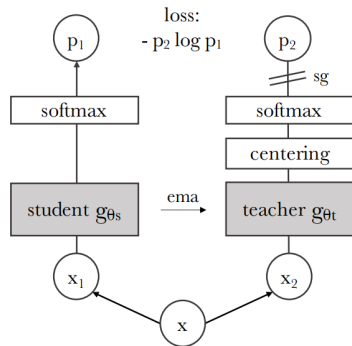 loss:
- p₂ log p₁
p₁
p₂
sg
softmax
softmax
centering
student gθs
ema
teacher gθt
x₁
x₂
x